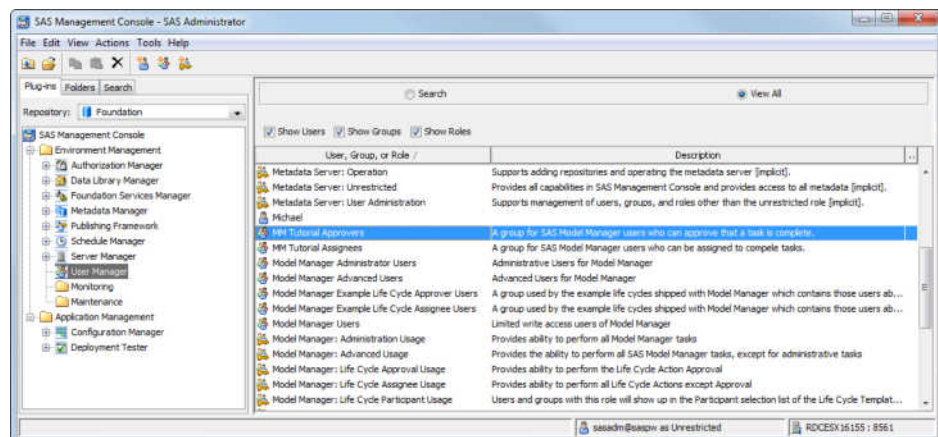 SAS Management Console - SAS Administrator
File Edit View Actions Tools Help
Plug-ins Folders Search
Repository: Foundation
SAS Management Console
Environment Management
Authorization Manager
Data Library Manager
Foundation Services Manager
Metadata Manager
Publishing Framework
Schedule Manager
Server Manager
User Manager
Monitoring
Maintenance
Application Management
Configuration Manager
Deployment Tester
Search View All
Show Users Show Groups Show Roles
User, Group, or Role / Description ..
Metadata Server: Operation Supports adding repositories and operating the metadata server [implicit].
Metadata Server: Unrestricted Provides all capabilities in SAS Management Console and provides access to all metadata [implicit].
Metadata Server: User Administration Supports management of users, groups, and roles other than the unrestricted role [implicit].
Michael
MM Tutorial Approvers A group for SAS Model Manager users who can approve that a task is complete.
MM Tutorial Assignees A group for SAS Model Manager users who can be assigned to compele tasks.
Model Manager Administrator Users Administrative Users for Model Manager
Model Manager Advanced Users Advanced Users for Model Manager
Model Manager Example Life Cycle Approver Users A group used by the example life cycles shipped with Model Manager which contains those users ab...
Model Manager Example Life Cycle Assignee Users A group used by the example life cycles shipped with Model Manager which contains those users ab...
Model Manager Users Limited write access users of Model Manager
Model Manager: Administration Usage Provides ability to perform all Model Manager tasks
Model Manager: Advanced Usage Provides the ability to perform all SAS Model Manager tasks, except for administrative tasks
Model Manager: Life Cycle Approval Usage Provides ability to perform the Life Cycle Action Approval
Model Manager: Life Cycle Assignee Usage Provides ability to perform all Life Cycle Actions except Approval
Model Manager: Life Cycle Participant Usage Users and groups with this role will show up in the Participant selection list of the Life Cycle Templat...
sasadm@saspw as Unrestricted RDCESX16155 : 8561